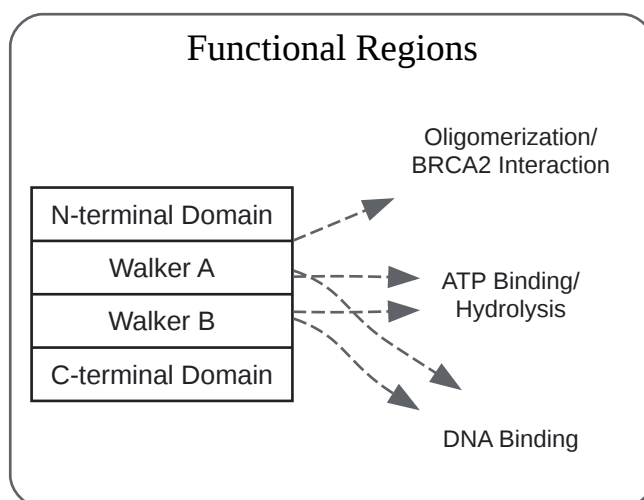 Functional Regions
Oligomerization/
BRCA2 Interaction
N-terminal Domain
Walker A
Walker B
C-terminal Domain
ATP Binding/
Hydrolysis
DNA Binding